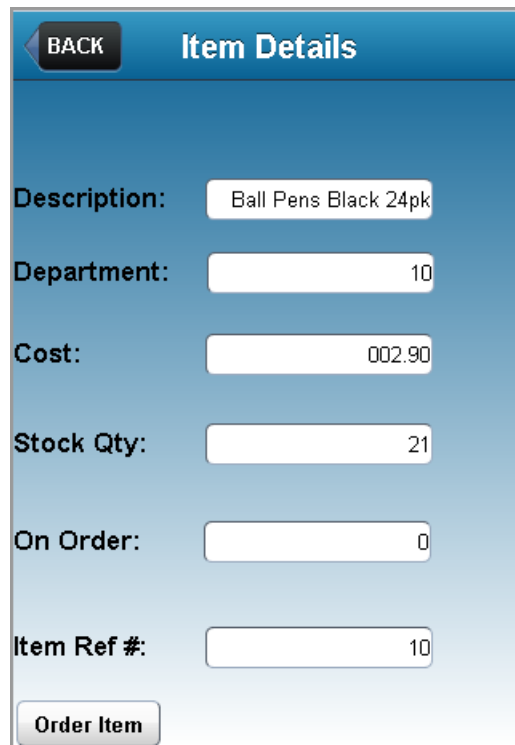 BACK Item Details
Description: Ball Pens Black 24pk
Department: 10
Cost: 002.90
Stock Qty: 21
On Order: 0
Item Ref #: 10
Order Item